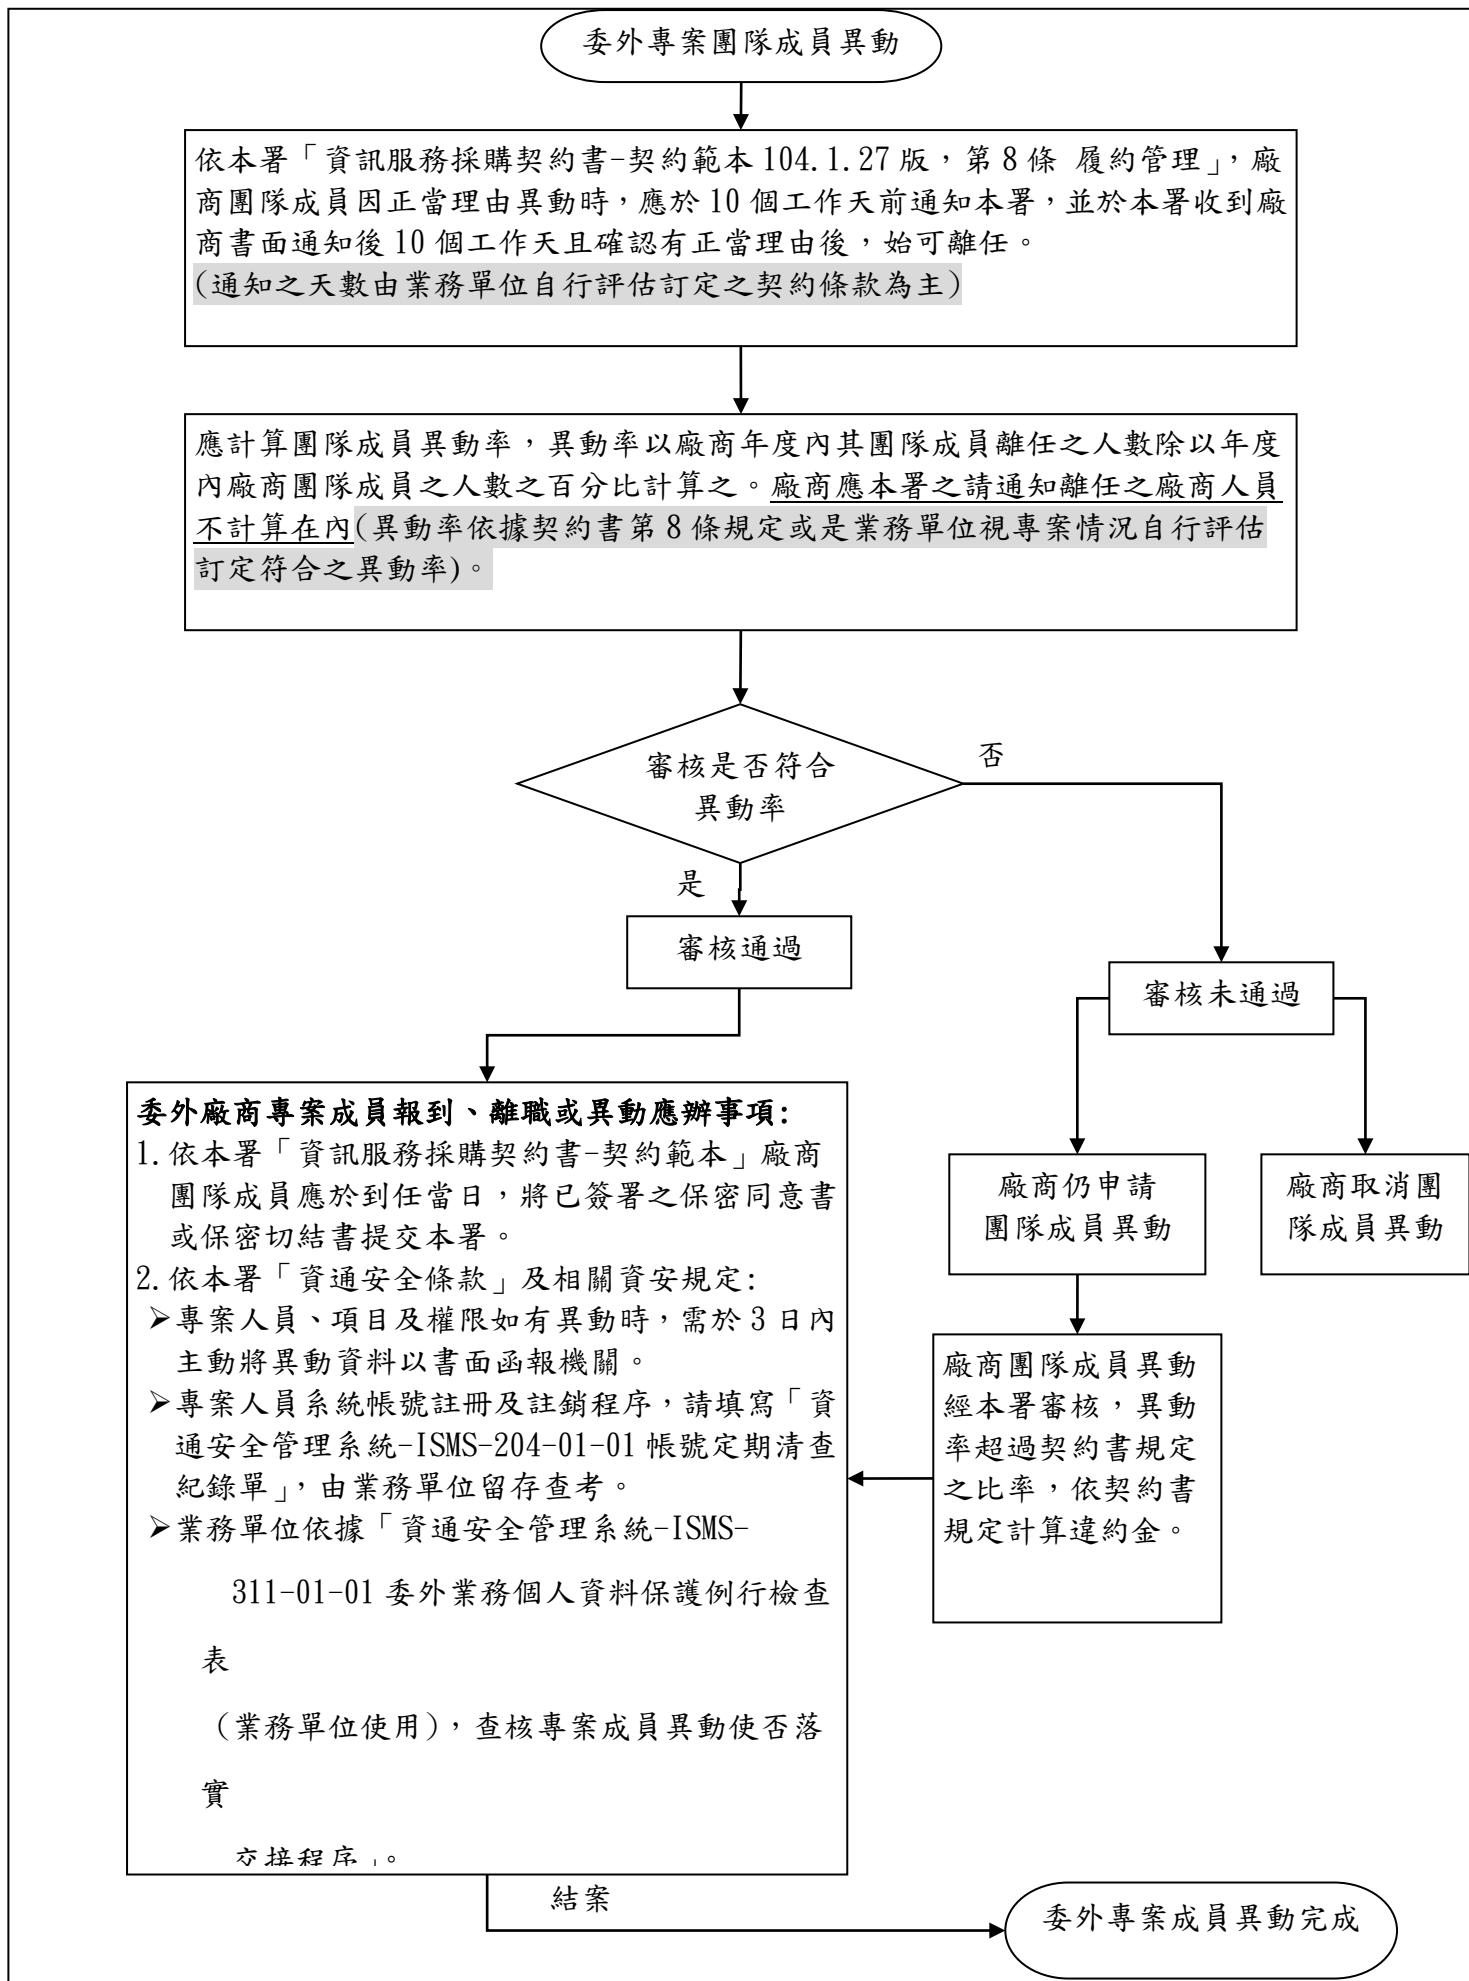 委外專案團隊成員異動
依本署「資訊服務採購契約書-契約範本 104.1.27 版，第 8 條 履約管理」，廠
商團隊成員因正當理由異動時，應於 10 個工作天前通知本署，並於本署收到廠
商書面通知後 10 個工作天且確認有正當理由後，始可離任。
(通知之天數由業務單位自行評估訂定之契約條款為主)
應計算團隊成員異動率，異動率以廠商年度內其團隊成員離任之人數除以年度
內廠商團隊成員之人數之百分比計算之。廠商應本署之請通知離任之廠商人員
不計算在內(異動率依據契約書第 8 條規定或是業務單位視專案情況自行評估
訂定符合之異動率)。
審核是否符合
異動率
否
是
審核通過
審核未通過
委外廠商專案成員報到、離職或異動應辦事項:
1.依本署「資訊服務採購契約書-契約範本」廠商
團隊成員應於到任當日，將已簽署之保密同意書
或保密切結書提交本署。
2.依本署「資通安全條款」及相關資安規定:
➢專案人員、項目及權限如有異動時，需於 3 日內
主動將異動資料以書面函報機關。
➢專案人員系統帳號註冊及註銷程序，請填寫「資
通安全管理系統-ISMS-204-01-01 帳號定期清查
紀錄單」，由業務單位留存查考。
➢業務單位依據「資通安全管理系統-ISMS-
311-01-01 委外業務個人資料保護例行檢查
表
（業務單位使用)，查核專案成員異動使否落
實
交接程序」。
廠商仍申請
團隊成員異動
廠商取消團
隊成員異動
廠商團隊成員異動
經本署審核，異動
率超過契約書規定
之比率，依契約書
規定計算違約金。
結案
委外專案成員異動完成